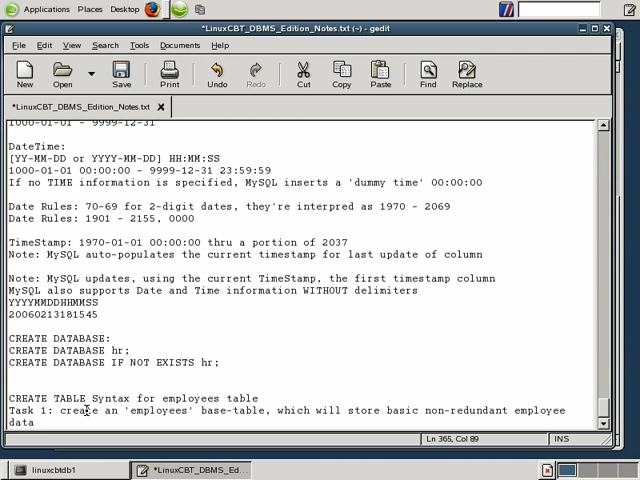 Applications
Places
Desktop
*LinuxCBT_DBMS_Edition_Notes.txt (~) - gedit
File Edit View Search Tools Documents Help
New Open Save Print Undo Redo Cut Copy Paste Find Replace
*LinuxCBT_DBMS_Edition_Notes.txt
1000-01-01 - 9999-12-31
DateTime:
[YY-MM-DD or YYYY-MM-DD] HH:MM:SS
1000-01-01 00:00:00 - 9999-12-31 23:59:59
If no TIME information is specified, MySQL inserts a 'dummy time' 00:00:00
Date Rules: 70-69 for 2-digit dates, they're interpred as 1970 - 2069
Date Rules: 1901 - 2155, 0000
TimeStamp: 1970-01-01 00:00:00 thru a portion of 2037
Note: MySQL auto-populates the current timestamp for last update of column
Note: MySQL updates, using the current TimeStamp, the first timestamp column
MySQL also supports Date and Time information WITHOUT delimiters
YYYYMMDDHHMMSS
20060213181545
CREATE DATABASE:
CREATE DATABASE hr;
CREATE DATABASE IF NOT EXISTS hr;
CREATE TABLE Syntax for employees table
Task 1: create an 'employees' base-table, which will store basic non-redundant employee
data
Ln 365, Col 89
INS
linuxcbtdb1
*LinuxCBT_DBMS_Ed...